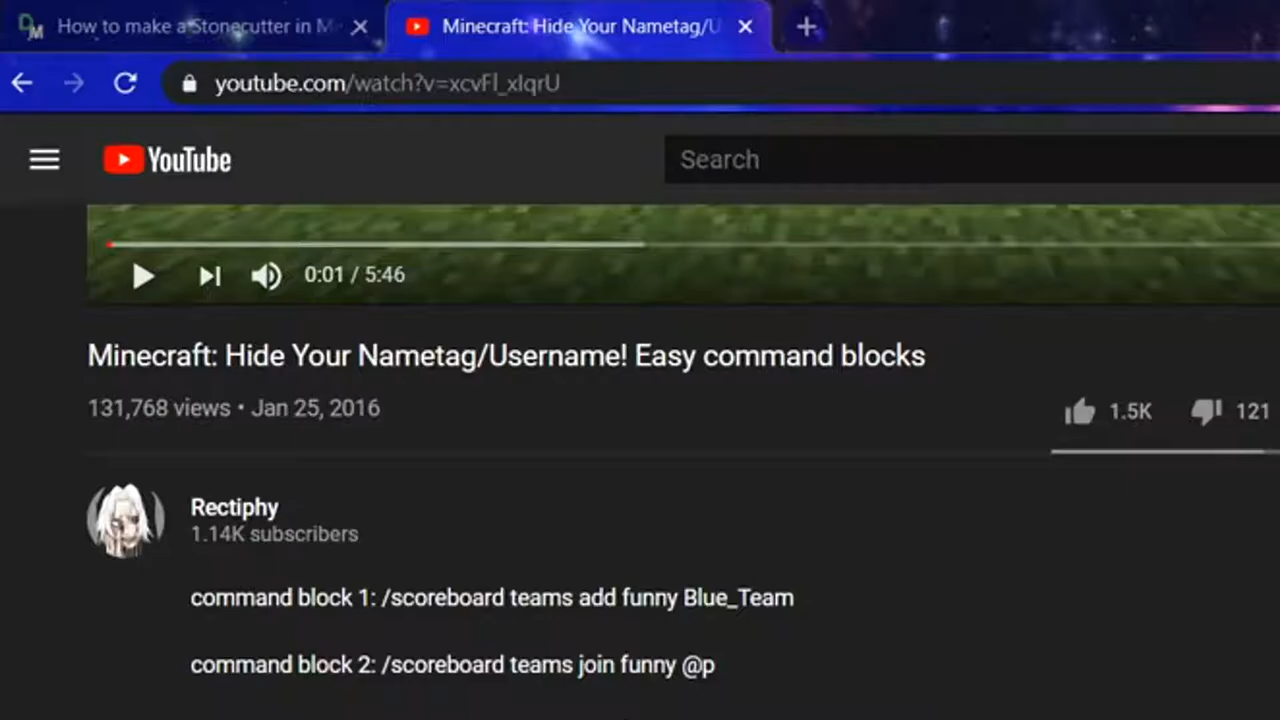 DM How to make a Stonecutter in M
Minecraft: Hide Your Nametag/U
youtube.com/watch?v=xcvFl_xIqrU
YouTube
Search
0:01 / 5:46
Minecraft: Hide Your Nametag/Username! Easy command blocks
131,768 views • Jan 25, 2016
1.5K
121
Rectiphy
1.14K subscribers
command block 1: /scoreboard teams add funny Blue_Team
command block 2: /scoreboard teams join funny @p